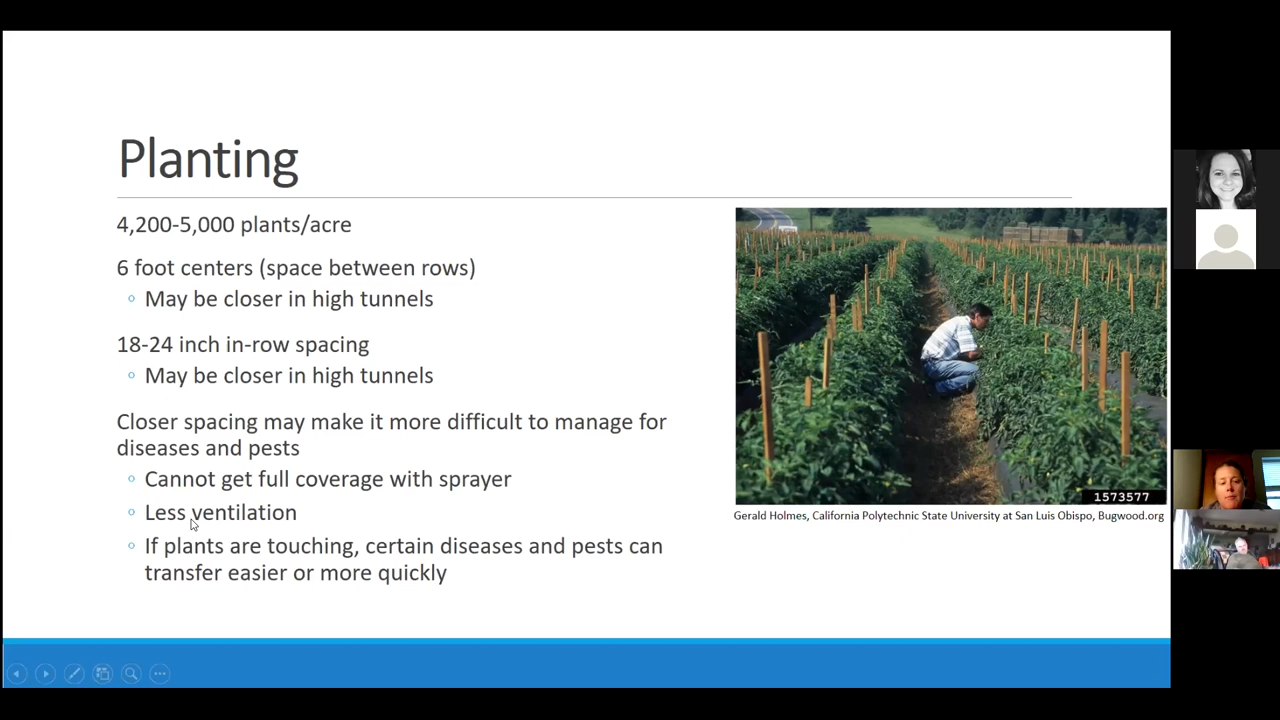 Planting
4,200-5,000 plants/acre
6 foot centers (space between rows)
May be closer in high tunnels
18-24 inch in-row spacing
May be closer in high tunnels
Closer spacing may make it more difficult to manage for
diseases and pests
Cannot get full coverage with sprayer
Less ventilation
If plants are touching, certain diseases and pests can
transfer easier or more quickly
1573577
Gerald Holmes, California Polytechnic State University at San Luis Obispo, Bugwood.org